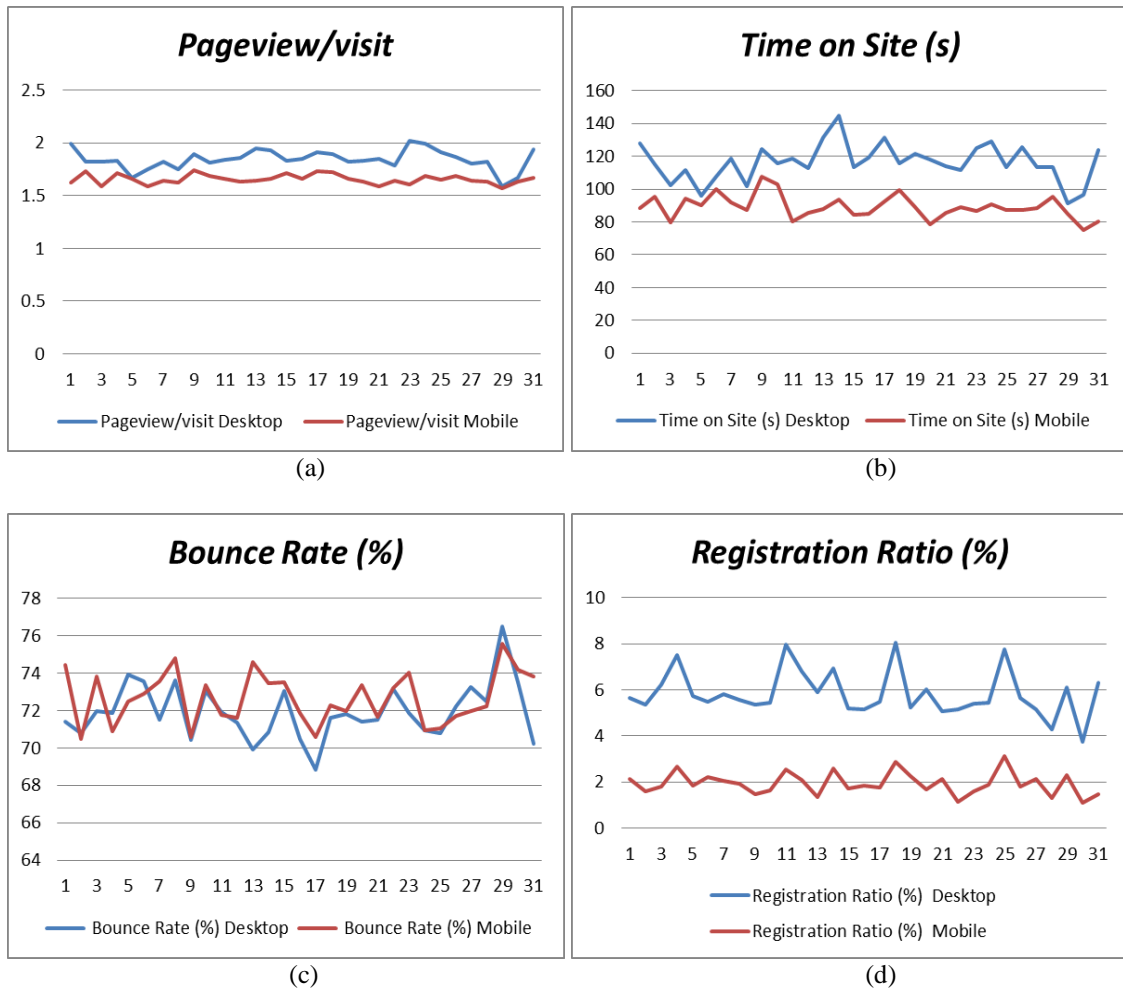 Pageview/visit
2.5
2
1.5
1
0.5
0
1 3 5 7 9 11 13 15 17 19 21 23 25 27 29 31
Pageview/visit Desktop Pageview/visit Mobile
(a)
Time on Site (s)
160
140
120
100
80
60
40
20
0
1 3 5 7 9 11 13 15 17 19 21 23 25 27 29 31
Time on Site (s) Desktop Time on Site (s) Mobile
(b)
Bounce Rate (%)
78
76
74
72
70
68
66
64
1 3 5 7 9 11 13 15 17 19 21 23 25 27 29 31
Bounce Rate (%) Desktop Bounce Rate (%) Mobile
(c)
Registration Ratio (%)
10
8
6
4
2
0
1 3 5 7 9 11 13 15 17 19 21 23 25 27 29 31
Registration Ratio (%) Desktop
Registration Ratio (%) Mobile
(d)